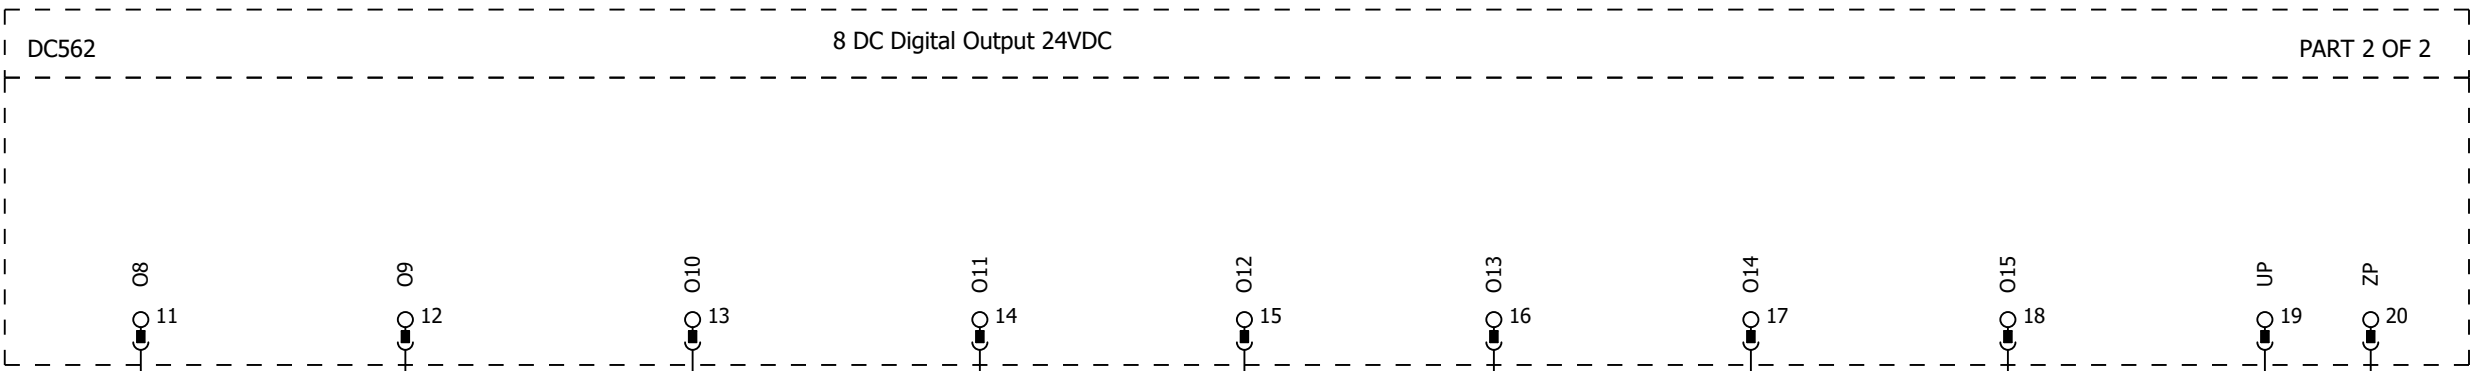 DC562
8 DC Digital Output 24VDC
PART 2 OF 2
O8
O9
O10
O11
O12
O13
O14
O15
UP
ZP
11
12
13
14
15
16
17
18
19
20